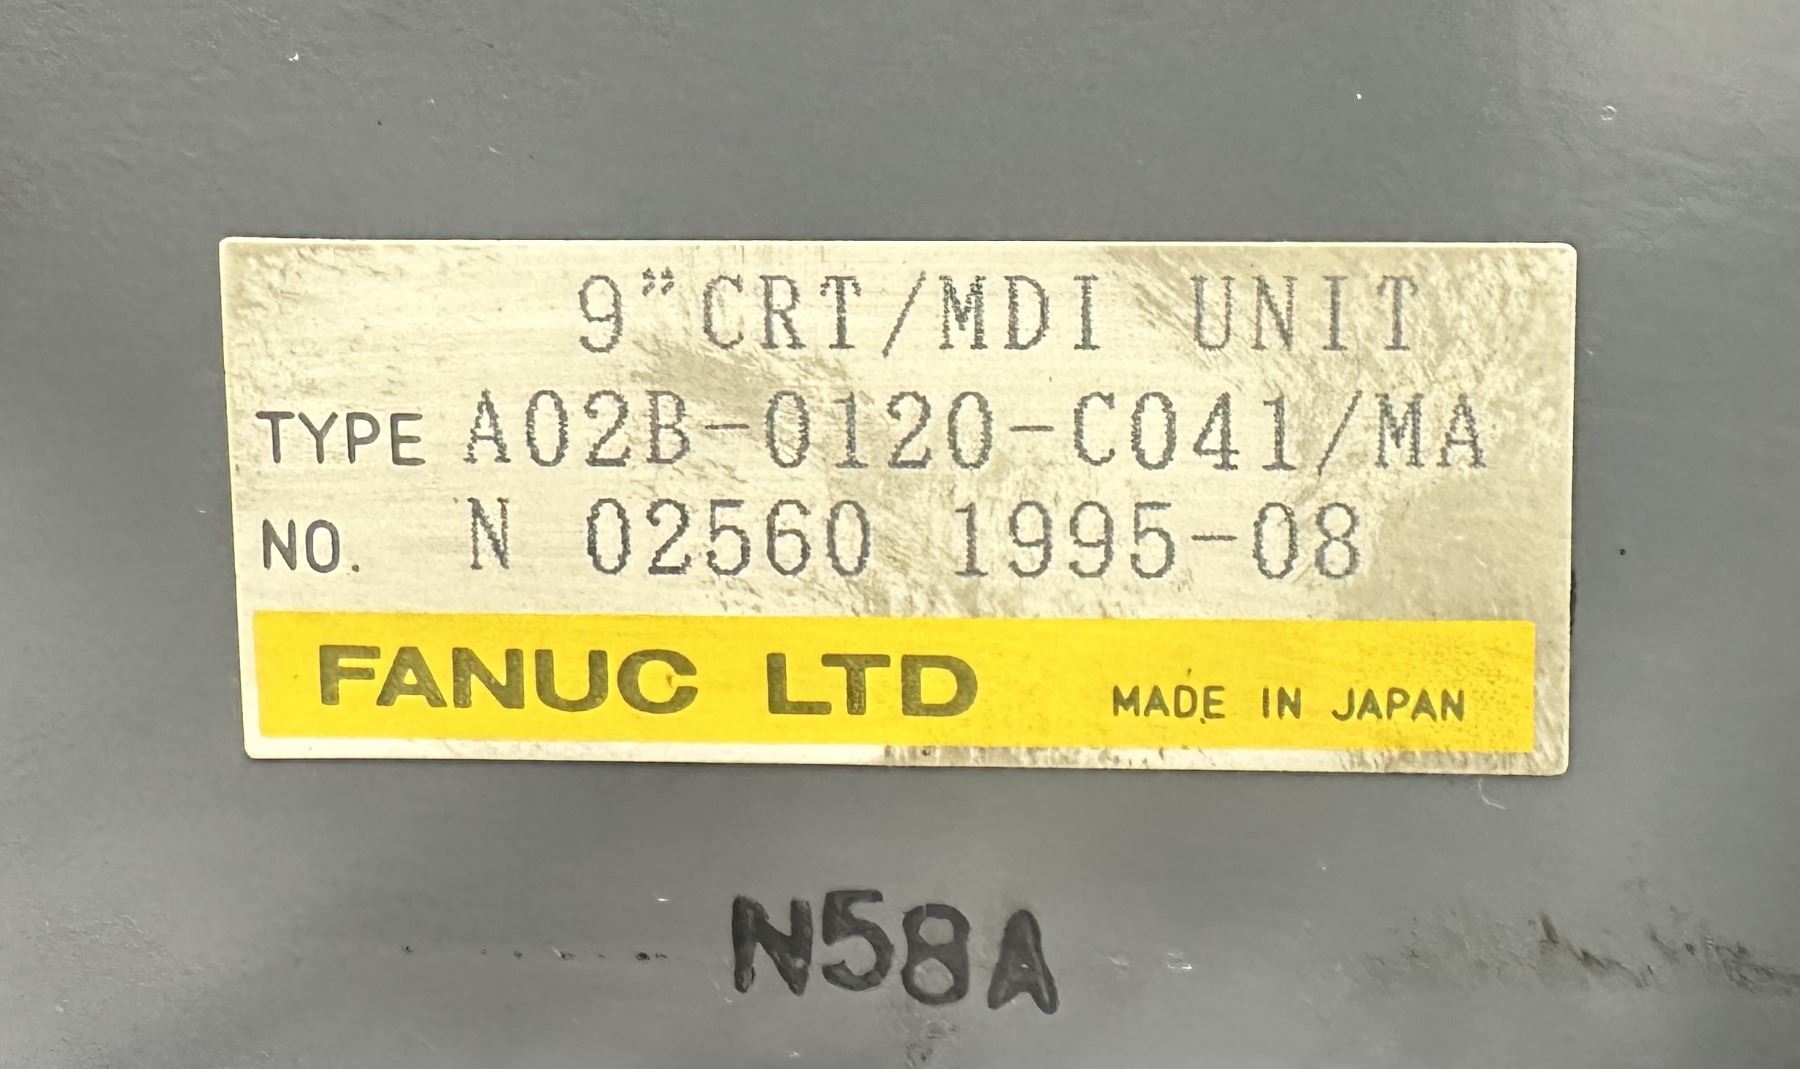 9"CRT/MDI UNIT
TYPE A02B-0120-C041/MA
NO. N 02560 1995-08
FANUC LTD MADE IN JAPAN
N58A